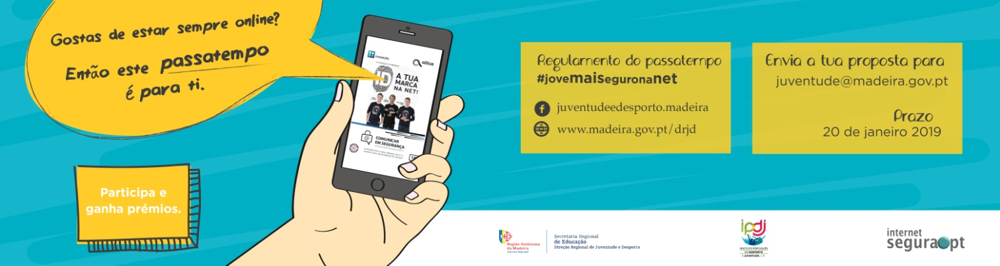 Gostas de estar sempre online?
Então este passatempo
é para ti.
Participa e
ganha prémios.
altice
A TUA
MARCA
NA NET!
COMUNICAR
EM SEGURANÇA
Regulamento do passatempo
#joveMAISeguronanet
juventudeedesporto.madeira
www.madeira.gov.pt/drjd
Envia a tua proposta para
juventude@madeira.gov.pt
Prazo
20 de janeiro 2019
Região Autónoma
da Madeira
Governo Regional
Secretaria Regional
de Educação
Direção Regional de Juventude e Desporto
ipdj
INSTITUTO PORTUGUÊS
DO DESPORTO
E JUVENTUDE, I. P.
internet
segura.pt